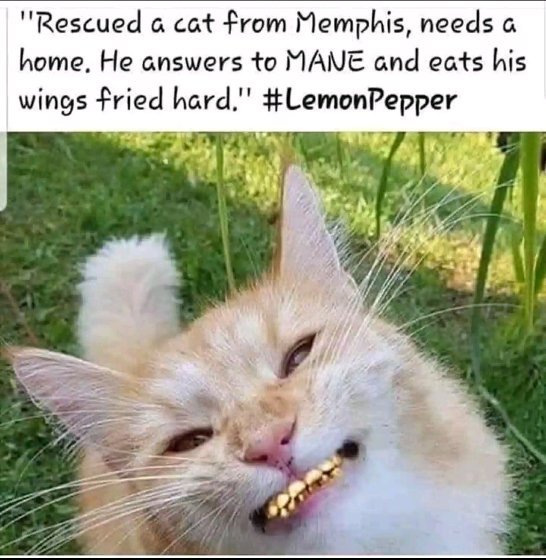 "Rescued a cat from Memphis, needs a
home. He answers to MANE and eats his
wings fried hard." #LemonPepper